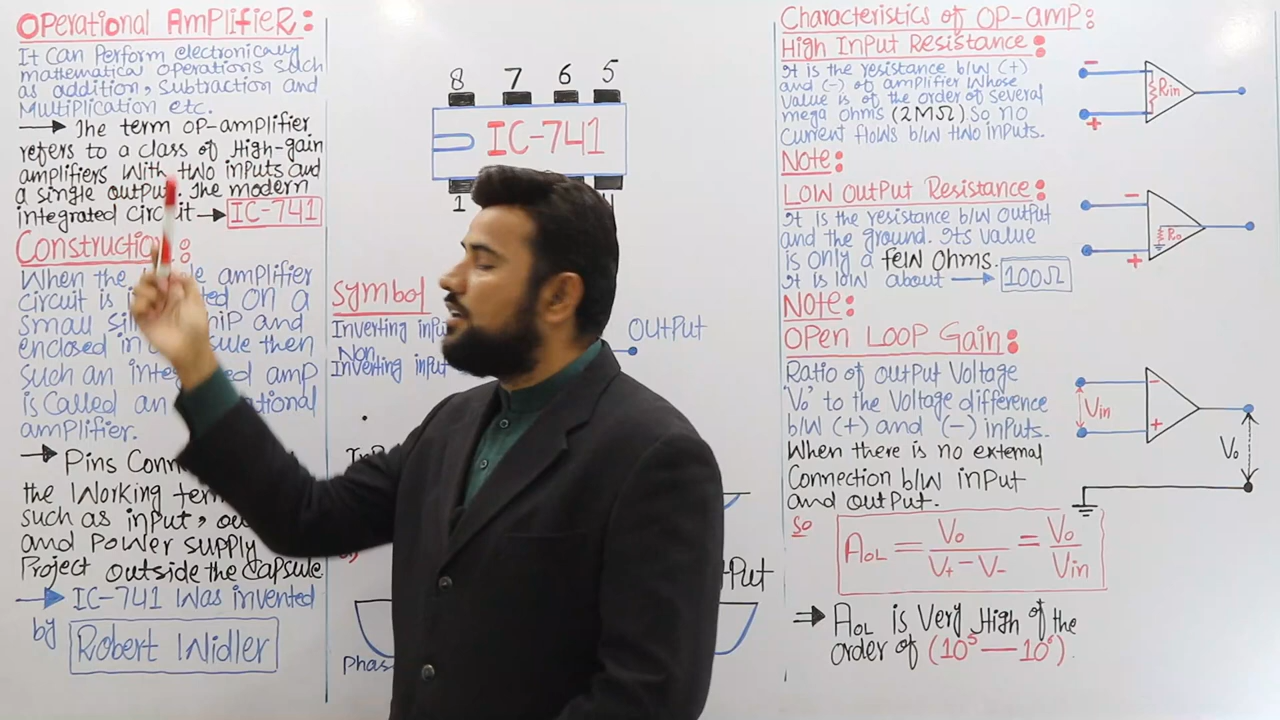 OPerational AmPlifieR:
It Can Perform electronically
mathematical operations Such
as addition, Subtraction and
Multiplication etc.
→ The term OP-amplifier
refers to a class of High-gain
amplifiers With two inputs and
a single output. The modern
integrated circuit → IC-741
Construction:
When the amplifier
circuit is on a
small and
enclosed in then
such an amp
is Called an
amplifier.
→ Pins
the Working
such as input,
and Power supply
Project outside the Capsule
→ IC-741 Was invented
by Robert Widler
8 7 6 5
IC-741
1
Symbol
Inverting
Non
Inverting input
OutPut
Phas
Characteristics of OP-amp:
High Input Resistance:
It is the resistance b/w (+)
and (-) of amplifier Whose
Value is of the order of several
mega ohms (2MΩ). So no
Current flows b/w two inputs.
Note:
Low Output Resistance:
It is the resistance b/w output
and the ground. Its value
is only a few Ohms.
it is low about → 100Ω
Note:
Open Loop Gain:
Ratio of output Voltage
'Vo' to the Voltage difference
b/w (+) and (-) inputs.
When there is no external
Connection b/w input
and output.
So
AOL = Vo / V+ - V- = Vo / Vin
⇒ AOL is Very High of the
order of (10⁵ — 10⁶).
- Rin +
- Ro +
- Vin + Vo